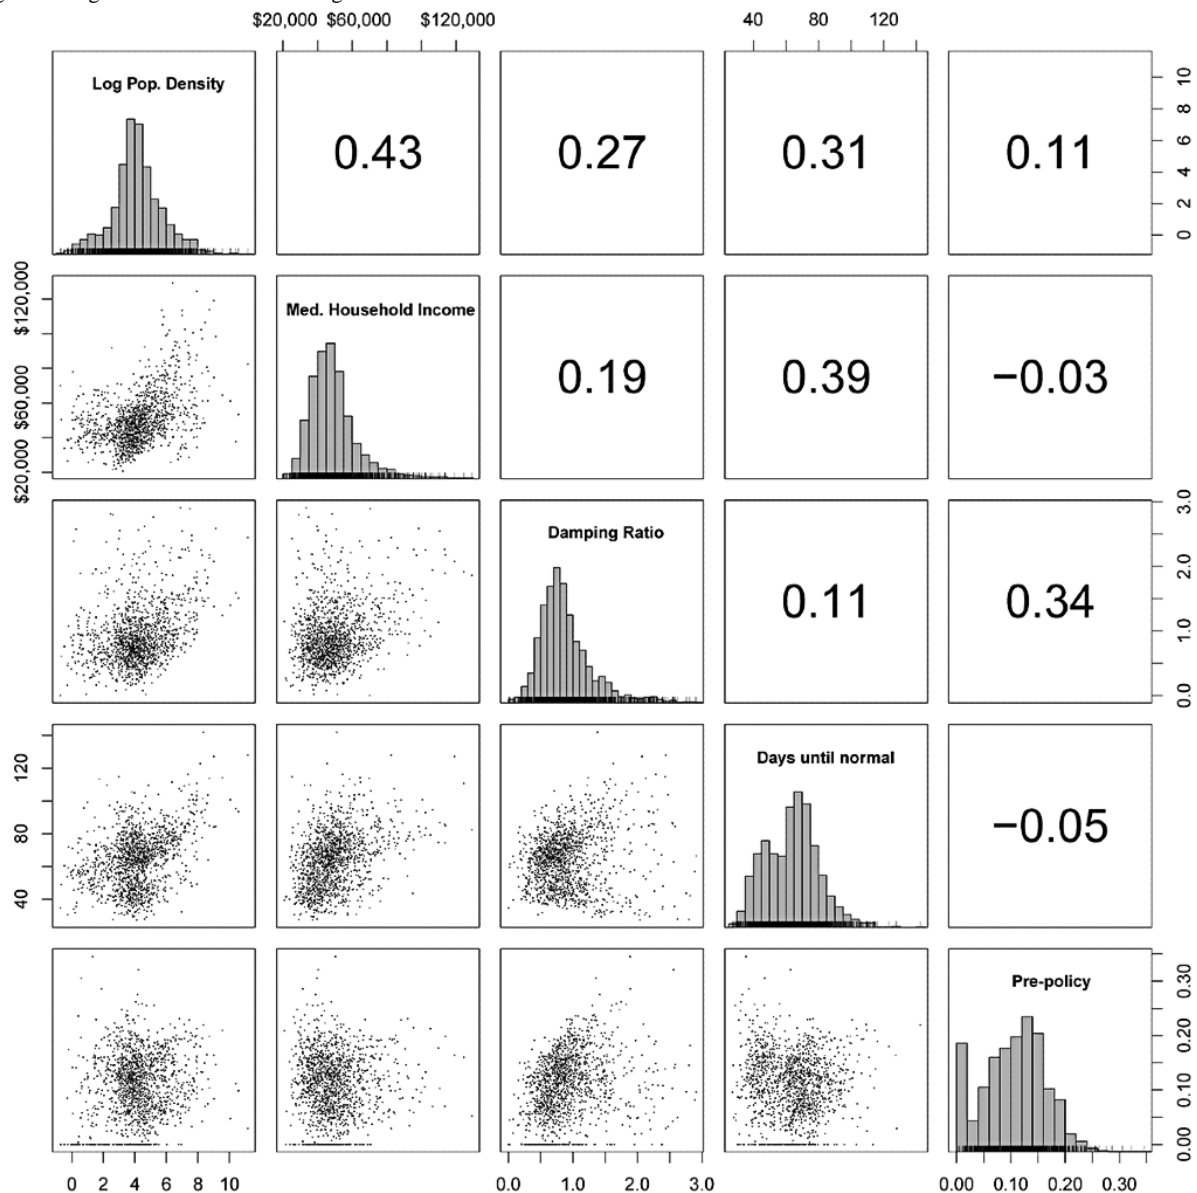 $20,000 $60,000 $120,000 40 80 120
Log Pop. Density
0.43 0.27 0.31 0.11
0 2 4 6 8 10
$20,000 $60,000 $120,000
Med. Household Income
0.19 0.39 −0.03
Damping Ratio
0.11 0.34
0.0 1.0 2.0 3.0
40 80 120
Days until normal
−0.05
Pre-policy
0.00 0.10 0.20 0.30
0 2 4 6 8 10 0.0 1.0 2.0 3.0 0.00 0.10 0.20 0.30